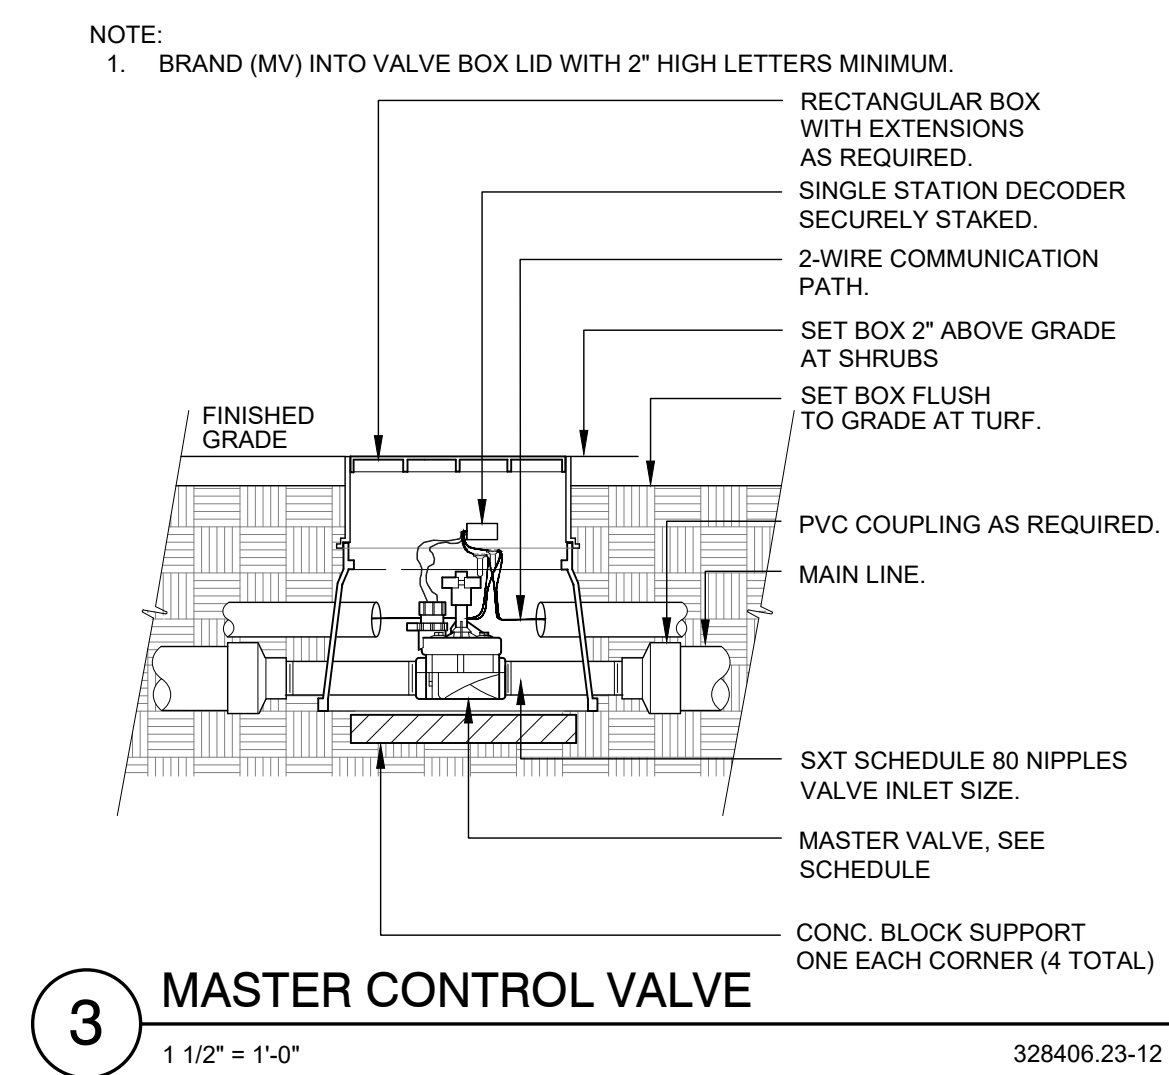 NOTE:
1. BRAND (MV) INTO VALVE BOX LID WITH 2" HIGH LETTERS MINIMUM.
RECTANGULAR BOX
WITH EXTENSIONS
AS REQUIRED.
SINGLE STATION DECODER
SECURELY STAKED.
2-WIRE COMMUNICATION
PATH.
SET BOX 2" ABOVE GRADE
AT SHRUBS
SET BOX FLUSH
TO GRADE AT TURF.
FINISHED
GRADE
PVC COUPLING AS REQUIRED.
MAIN LINE.
SXT SCHEDULE 80 NIPPLES
VALVE INLET SIZE.
MASTER VALVE, SEE
SCHEDULE
CONC. BLOCK SUPPORT
ONE EACH CORNER (4 TOTAL)
3
MASTER CONTROL VALVE
1 1/2" = 1'-0"
328406.23-12